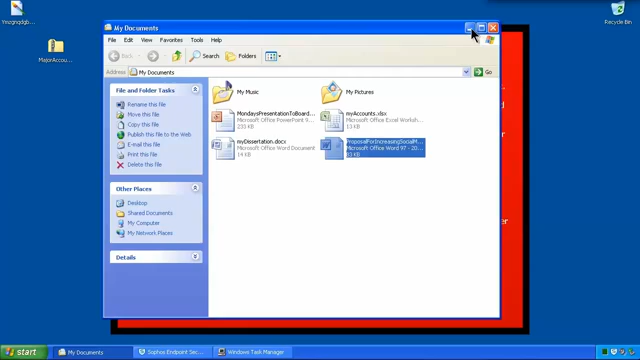 My Documents
Recycle Bin
MajorAccou...
File Edit View Favorites Tools Help
Back Search Folders
Address My Documents Go
File and Folder Tasks
Rename this file
Move this file
Copy this file
Publish this file to the Web
E-mail this file
Print this file
Delete this file
Other Places
Desktop
Shared Documents
My Computer
My Network Places
Details
My Music
My Pictures
MondaysPresentationToBoard...
Microsoft Office PowerPoint 9...
233 KB
myAccounts.xlsx
Microsoft Office Excel Workshe...
13 KB
myDissertation.docx
Microsoft Office Word Document
14 KB
ProposalForIncreasingSocialM...
Microsoft Office Word 97 - 20...
83 KB
start My Documents Sophos Endpoint Sec... Windows Task Manager